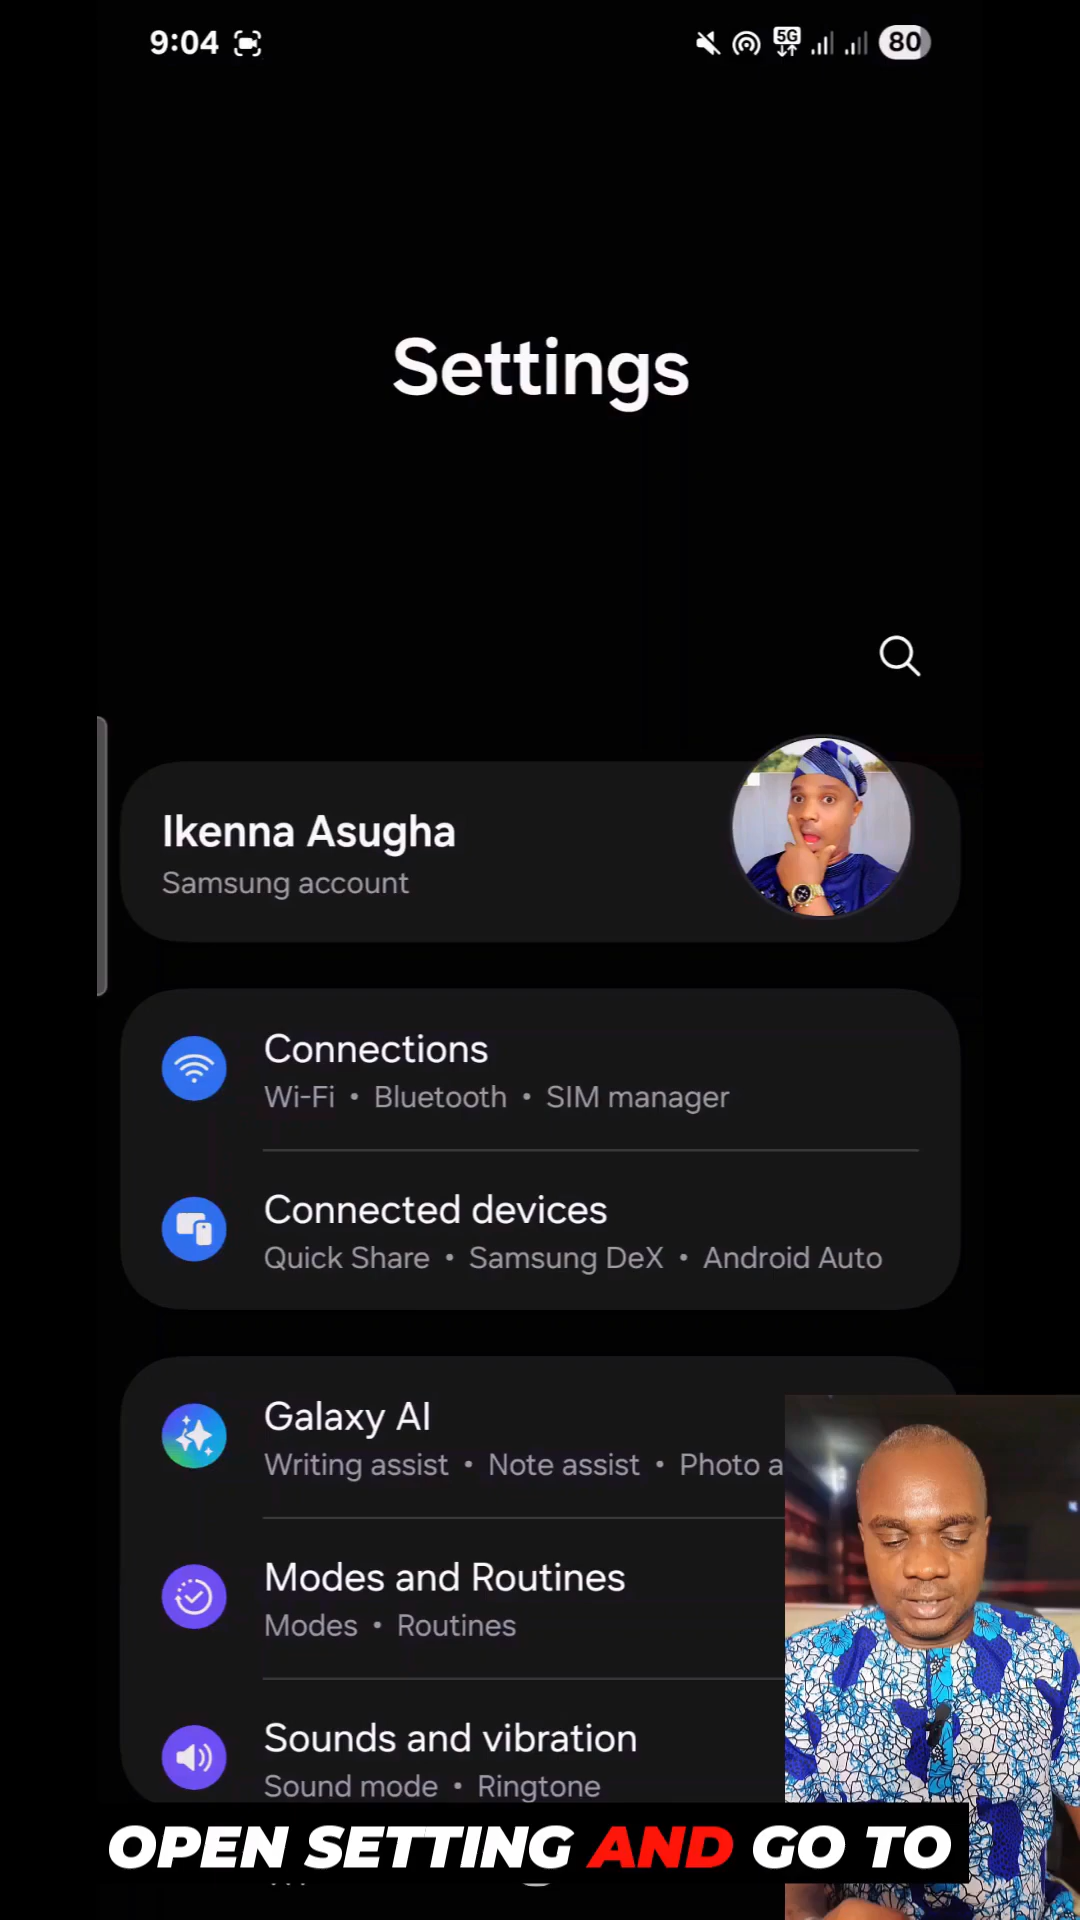 9:04
5G
80
Settings
Ikenna Asugha
Samsung account
Connections
Wi-Fi • Bluetooth • SIM manager
Connected devices
Quick Share • Samsung DeX • Android Auto
Galaxy AI
Writing assist • Note assist • Photo a
Modes and Routines
Modes • Routines
Sounds and vibration
Sound mode • Ringtone
OPEN SETTING AND GO TO